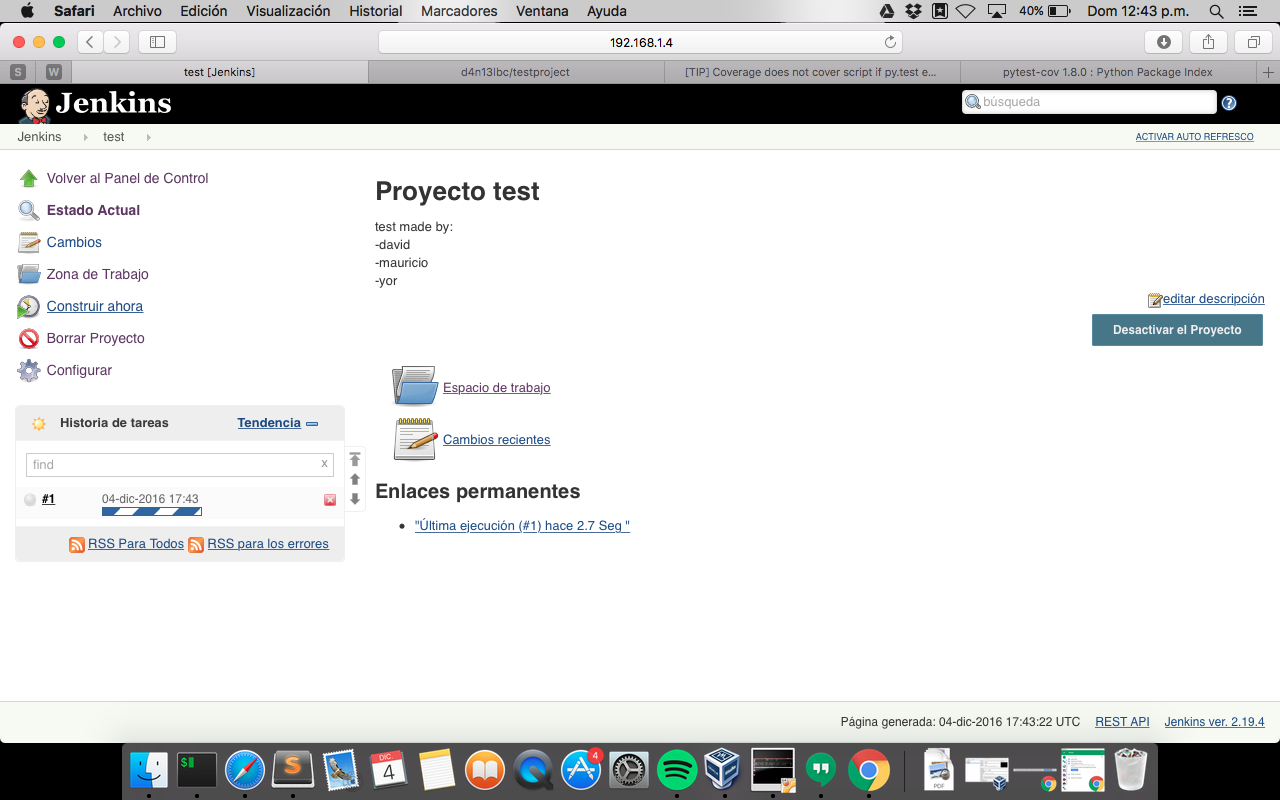 Safari Archivo Edición Visualización Historial Marcadores Ventana Ayuda 40% Dom 12:43 p.m.
192.168.1.4
S W test [Jenkins] d4n13lbc/testproject [TIP] Coverage does not cover script if py.test e... pytest-cov 1.8.0 : Python Package Index
Jenkins búsqueda
Jenkins test ACTIVAR AUTO REFRESCO
Volver al Panel de Control
Estado Actual
Cambios
Zona de Trabajo
Construir ahora
Borrar Proyecto
Configurar
Historia de tareas Tendencia
find x
#1 04-dic-2016 17:43
RSS Para Todos RSS para los errores
Proyecto test
test made by:
-david
-mauricio
-yor
editar descripción
Desactivar el Proyecto
Espacio de trabajo
Cambios recientes
Enlaces permanentes
"Última ejecución (#1) hace 2.7 Seg "
Página generada: 04-dic-2016 17:43:22 UTC REST API Jenkins ver. 2.19.4
$ S DIC. 4 4 PDF